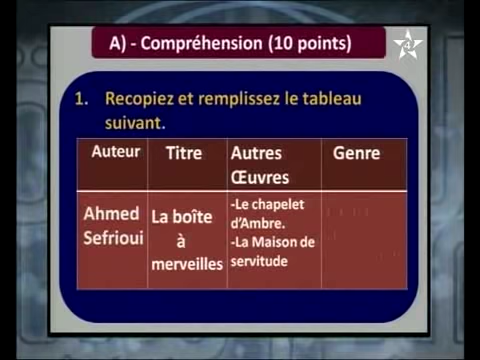 A) - Compréhension (10 points)
1. Recopiez et remplissez le tableau
suivant.
Auteur Titre Autres Œuvres Genre
Ahmed
Sefrioui
La boîte
à
merveilles
-Le chapelet
d'Ambre.
-La Maison de
servitude